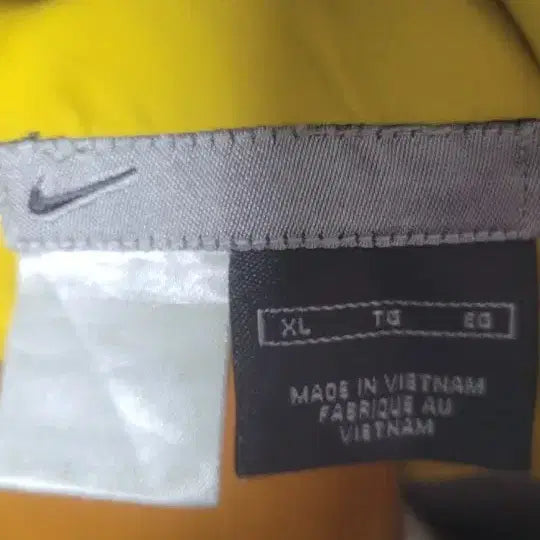 XL TG EG
MADE IN VIETNAM
FABRIQUE AU
VIETNAM